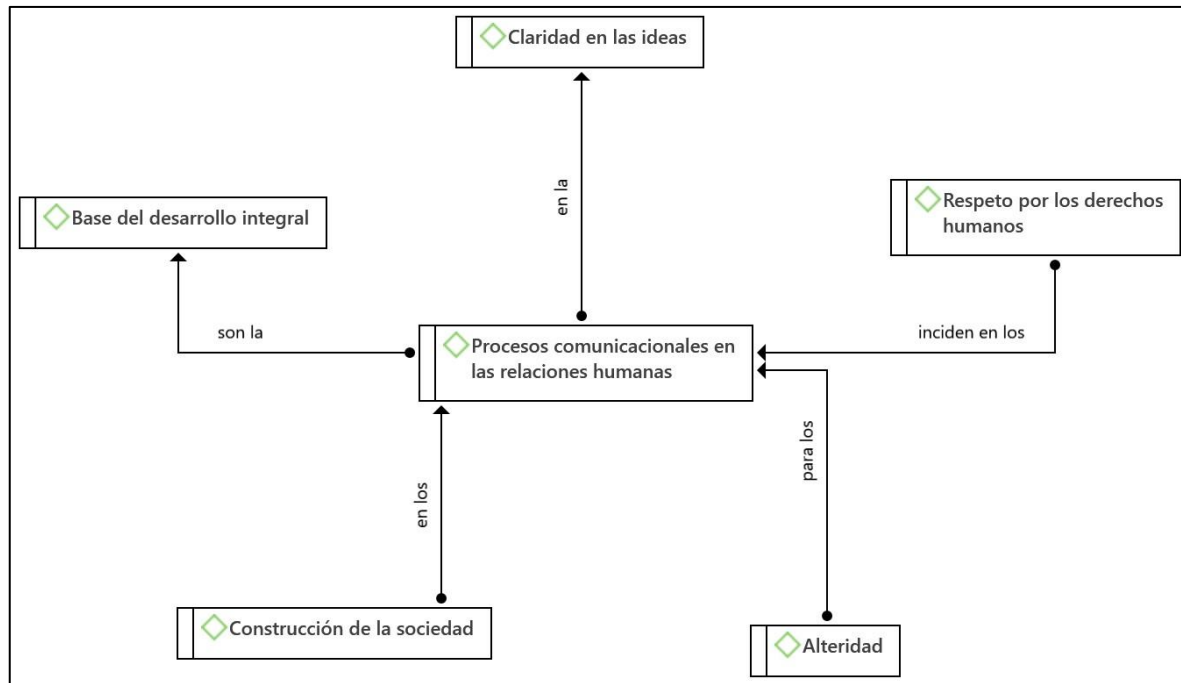 Claridad en las ideas
en la
Base del desarrollo integral
Respeto por los derechos
humanos
son la
Procesos comunicacionales en
las relaciones humanas
inciden en los
para los
en los
Construcción de la sociedad
Alteridad